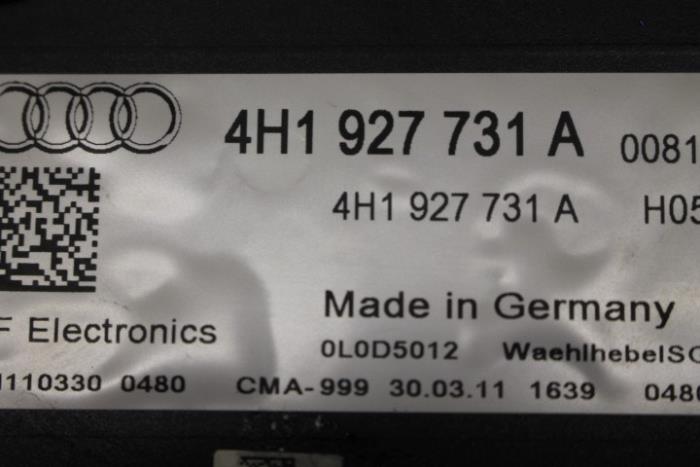 4H1 927 731 A 0081
4H1 927 731 A H05
Made in Germany
F Electronics
0L0D5012 WaehlhebelSC
110330 0480 CMA-999 30.03.11 1639 0480